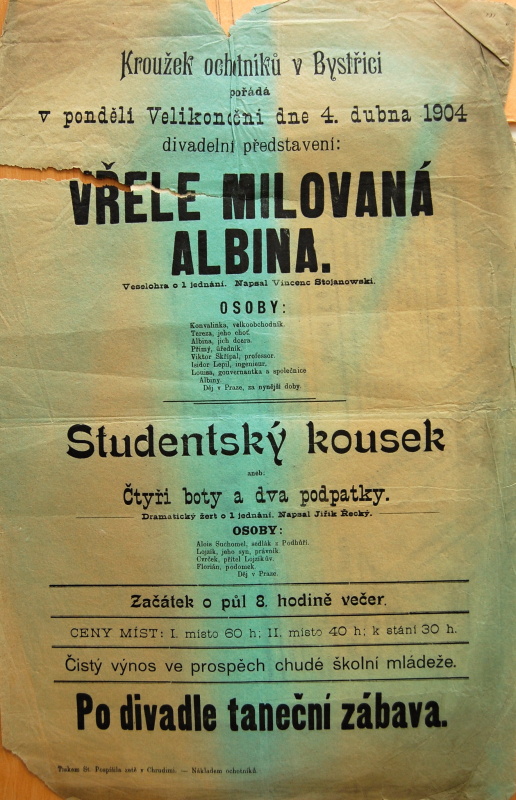 Kroužek ochotníků v Bystřici
pořádá
v pondělí Velikonoční dne 4. dubna 1904
divadelní představení:
VŘELE MILOVANÁ
ALBINA.
Veselohra o 1 jednání. Napsal Vincenc Stojanowski.
OSOBY:
Konvalinka, velkoobchodník.
Tereza, jeho choť.
Albina, jich dcera.
Přímý, úředník.
Viktor Skřipal, professor.
Isidor Lepil, ingenieur.
Louisa, gouvernantka a společnice
Albiny.
Děj v Praze, za nynější doby.
Studentský kousek
aneb:
Čtyři boty a dva podpatky.
Dramatický žert o 1 jednání. Napsal Jiřík Řecký.
OSOBY:
Alois Suchomel, sedlák z Podhůří.
Lojzík, jeho syn, právník.
Cvrček, přítel Lojzíkův.
Florián, podomek.
Děj v Praze.
Začátek o půl 8. hodině večer.
CENY MÍST: I. místo 60 h; II. místo 40 h; k stání 30 h.
Čistý výnos ve prospěch chudé školní mládeže.
Po divadle taneční zábava.
Tiskem St. Pospíšila zetě v Chrudimi. — Nákladem ochotníků.